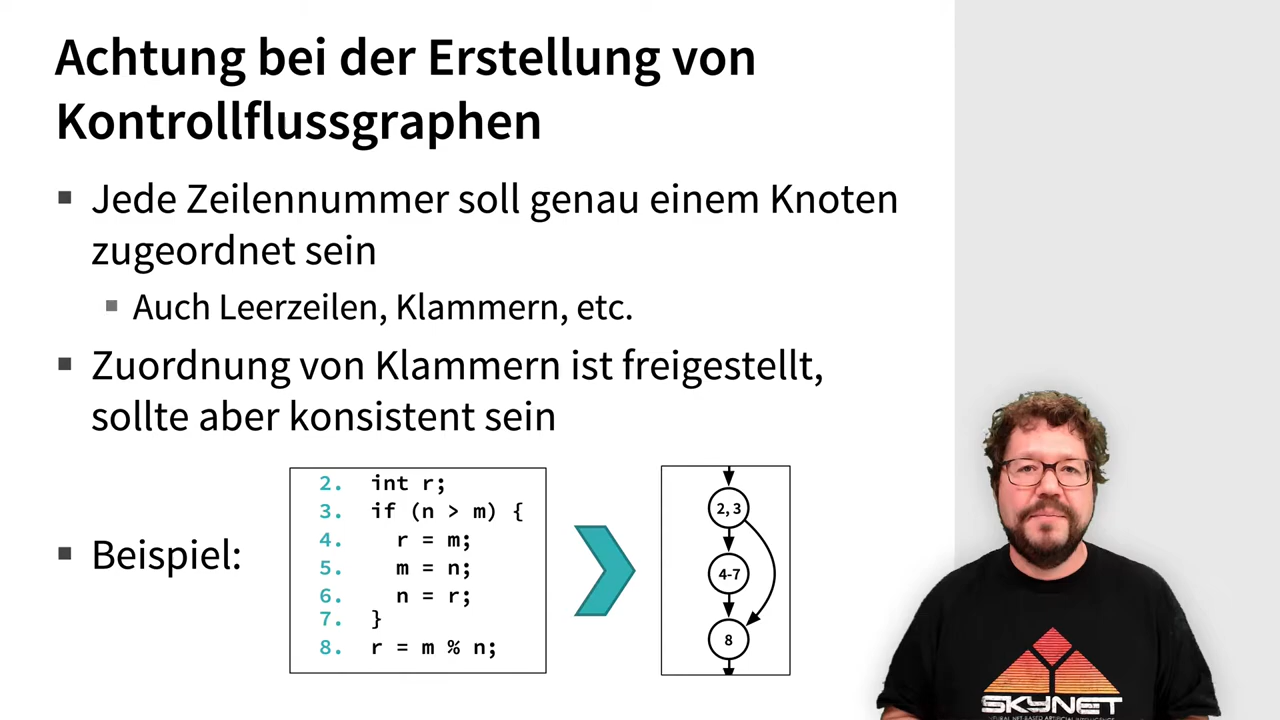 Achtung bei der Erstellung von
Kontrollflussgraphen
Jede Zeilennummer soll genau einem Knoten
zugeordnet sein
Auch Leerzeilen, Klammern, etc.
Zuordnung von Klammern ist freigestellt,
sollte aber konsistent sein
Beispiel:
2. int r;
3. if (n > m) {
4. r = m;
5. m = n;
6. n = r;
7. }
8. r = m % n;
2, 3
4-7
8
SKYNET